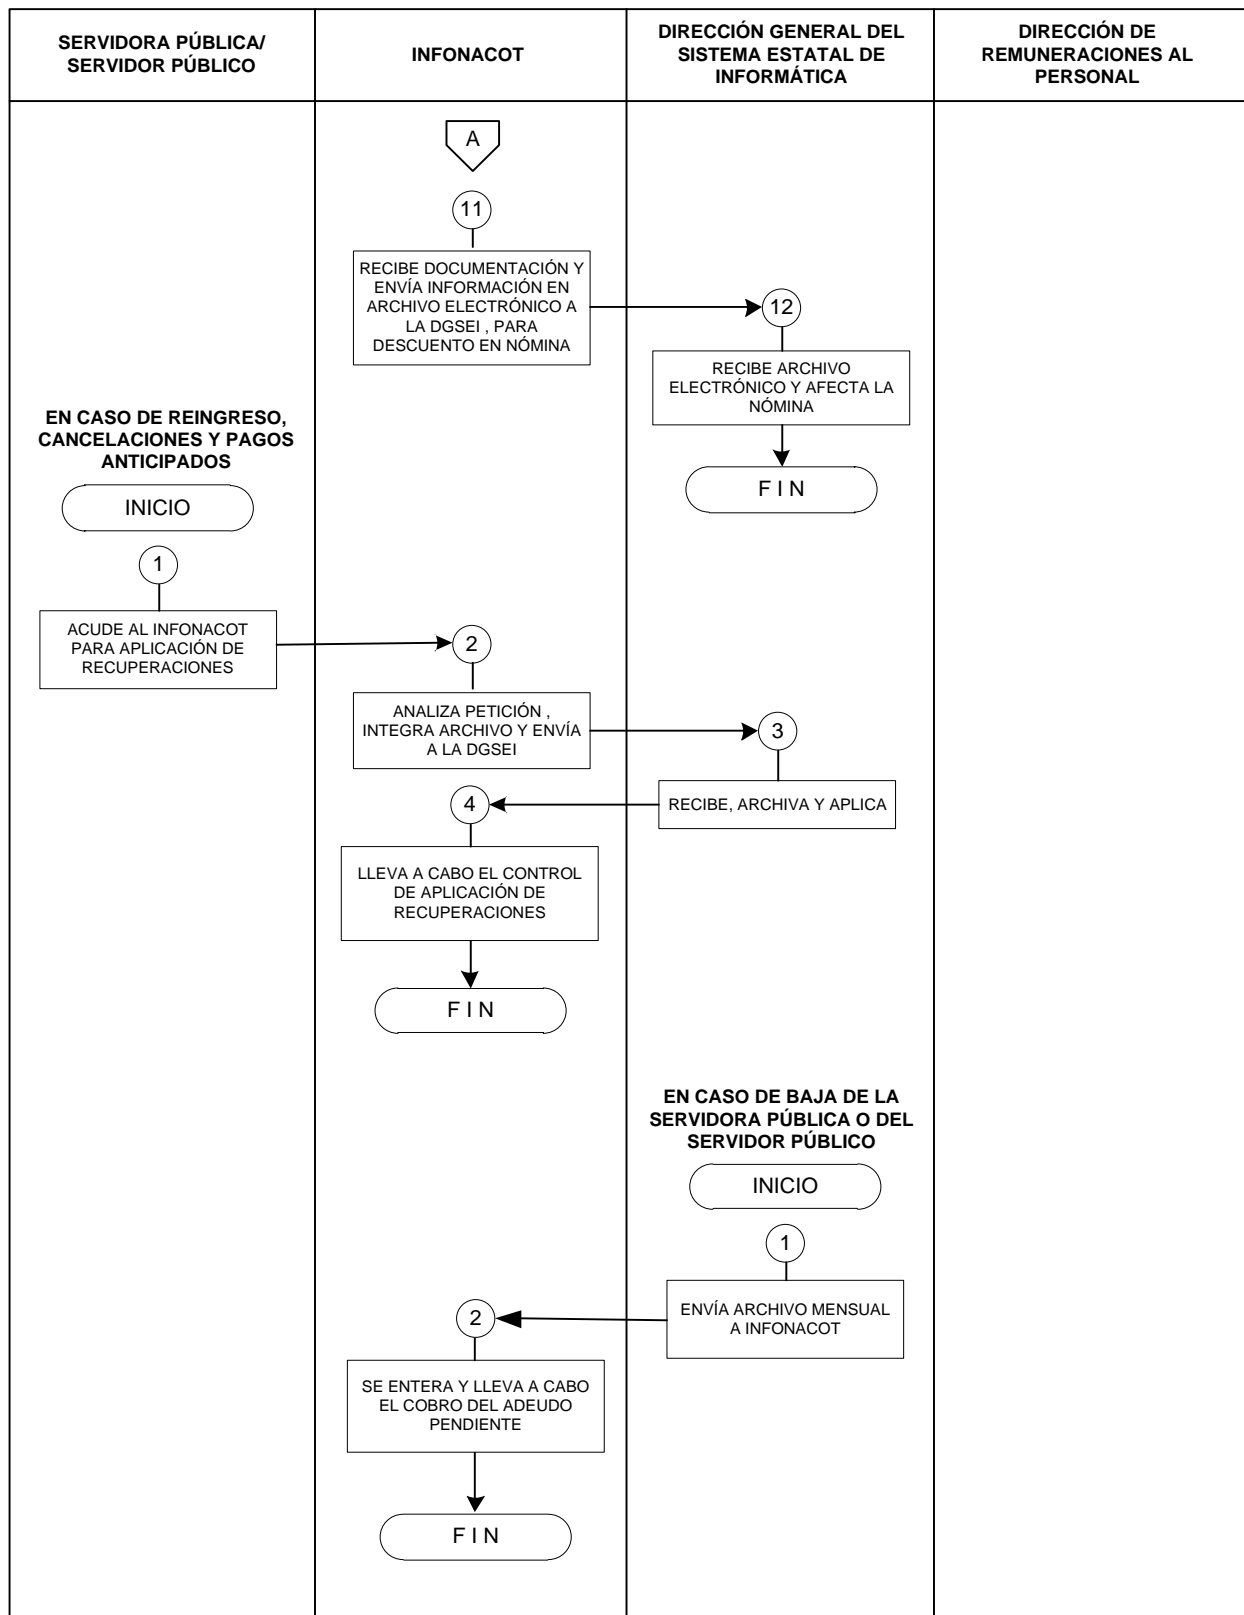 SERVIDORA PÚBLICA/
SERVIDOR PÚBLICO
INFONACOT
DIRECCIÓN GENERAL DEL
SISTEMA ESTATAL DE
INFORMÁTICA
DIRECCIÓN DE
REMUNERACIONES AL
PERSONAL
A
11
RECIBE DOCUMENTACIÓN Y
ENVÍA INFORMACIÓN EN
ARCHIVO ELECTRÓNICO A
LA DGSEI , PARA
DESCUENTO EN NÓMINA
12
RECIBE ARCHIVO
ELECTRÓNICO Y AFECTA LA
NÓMINA
F I N
EN CASO DE REINGRESO,
CANCELACIONES Y PAGOS
ANTICIPADOS
INICIO
1
ACUDE AL INFONACOT
PARA APLICACIÓN DE
RECUPERACIONES
2
ANALIZA PETICIÓN ,
INTEGRA ARCHIVO Y ENVÍA
A LA DGSEI
3
RECIBE, ARCHIVA Y APLICA
4
LLEVA A CABO EL CONTROL
DE APLICACIÓN DE
RECUPERACIONES
F I N
EN CASO DE BAJA DE LA
SERVIDORA PÚBLICA O DEL
SERVIDOR PÚBLICO
INICIO
1
ENVÍA ARCHIVO MENSUAL
A INFONACOT
2
SE ENTERA Y LLEVA A CABO
EL COBRO DEL ADEUDO
PENDIENTE
F I N